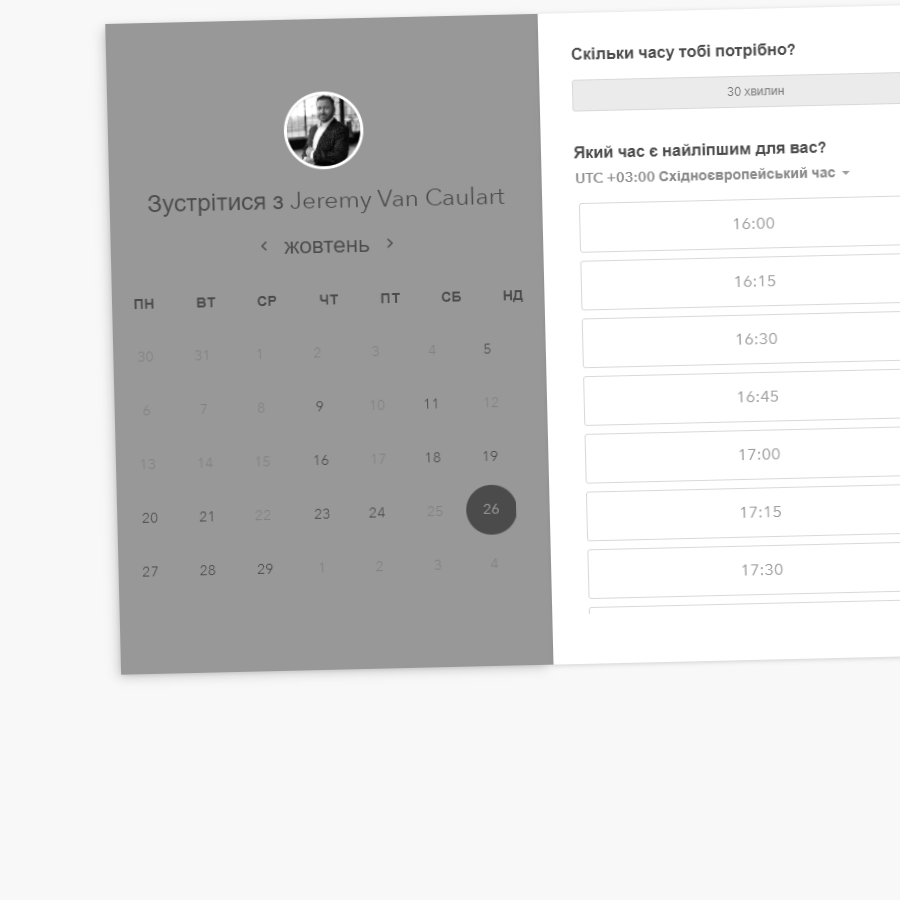 Зустрітися з Jeremy Van Caulart
‹ жовтень ›
ПН ВТ СР ЧТ ПТ СБ НД
30 31 1 2 3 4 5
6 7 8 9 10 11 12
13 14 15 16 17 18 19
20 21 22 23 24 25 26
27 28 29 1 2 3 4
Скільки часу тобі потрібно?
30 хвилин
Який час є найліпшим для вас?
UTC +03:00 Східноєвропейський час
16:00
16:15
16:30
16:45
17:00
17:15
17:30